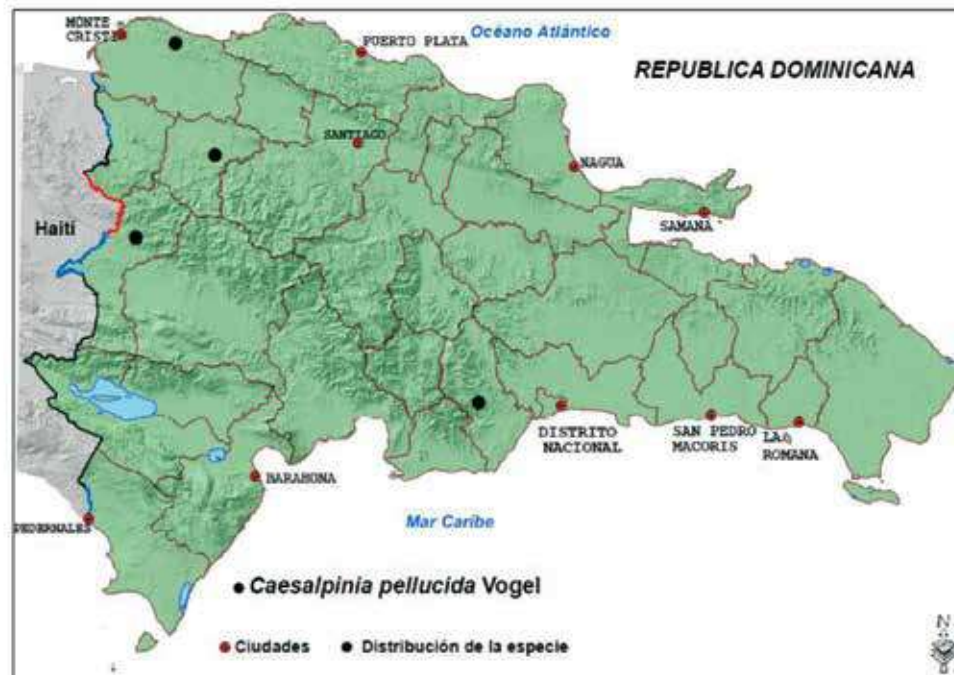 MONTE
CRISTI
PUERTO PLATA
Océano Atlántico
REPUBLICA DOMINICANA
SANTIAGO
NAGUA
SAMANA
Haití
DISTRITO
NACIONAL
SAN PEDRO
MACORIS
LA
ROMANA
BARAHONA
PEDERNALES
Mar Caribe
Caesalpinia pellucida Vogel
Ciudades
Distribución de la especie
N